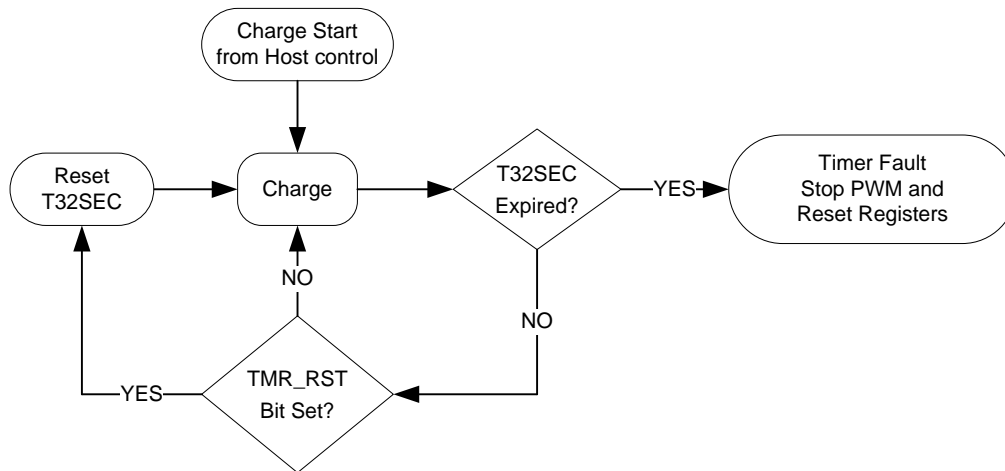 Charge Start
from Host control
Reset
T32SEC
Charge
T32SEC
Expired?
YES
Timer Fault
Stop PWM and
Reset Registers
NO
NO
YES
TMR_RST
Bit Set?